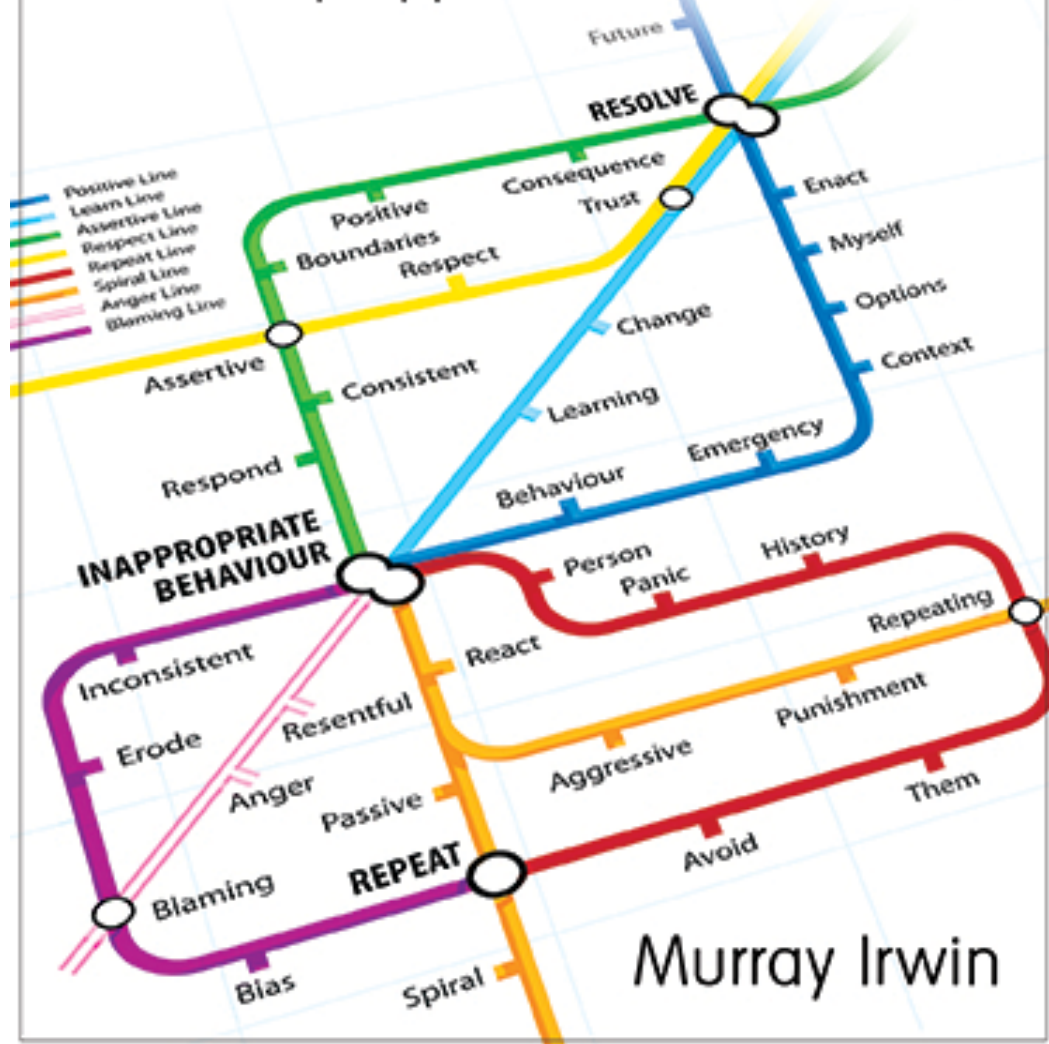 Future
RESOLVE
Consequence
Trust
Positive
Boundaries
Respect
Positive Line
Learn Line
Assertive Line
Respect Line
Repeat Line
Spiral Line
Anger Line
Blaming Line
Enact
Myself
Options
Context
Change
Assertive
Consistent
Learning
Emergency
Behaviour
Respond
INAPPROPRIATE
BEHAVIOUR
Person
Panic
History
Repeating
React
Inconsistent
Resentful
Punishment
Erode
Aggressive
Anger
Passive
Them
Avoid
REPEAT
Blaming
Bias
Spiral
Murray Irwin